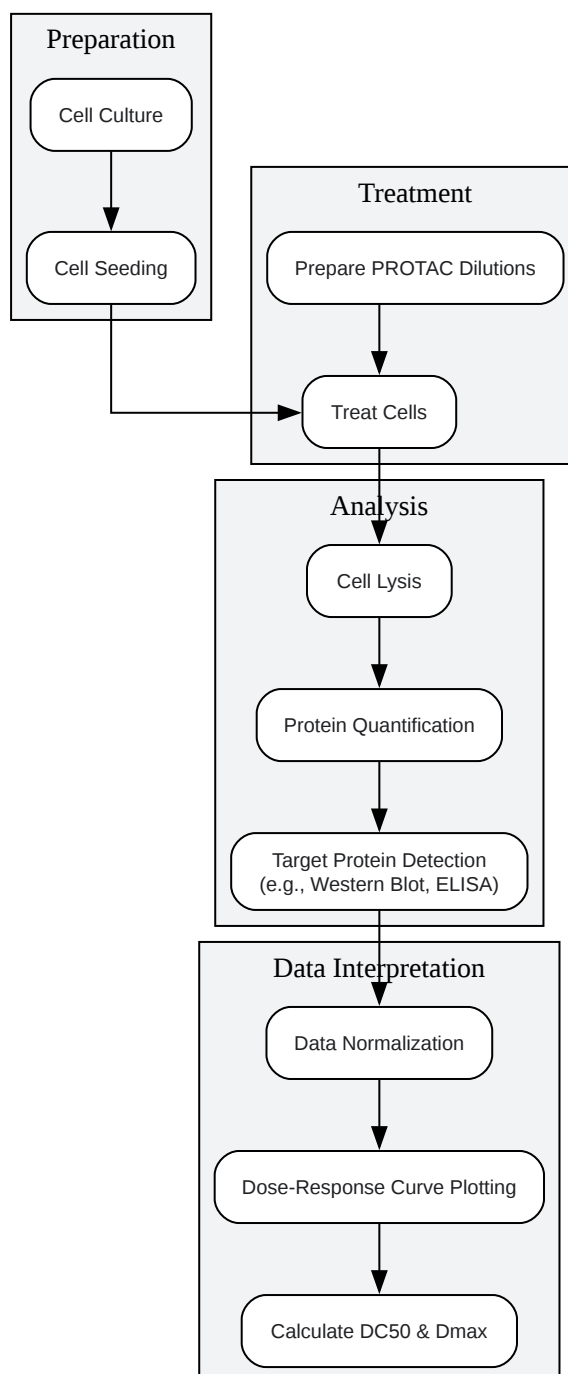 Preparation
Cell Culture
Cell Seeding
Treatment
Prepare PROTAC Dilutions
Treat Cells
Analysis
Cell Lysis
Protein Quantification
Target Protein Detection
(e.g., Western Blot, ELISA)
Data Interpretation
Data Normalization
Dose-Response Curve Plotting
Calculate DC50 & Dmax